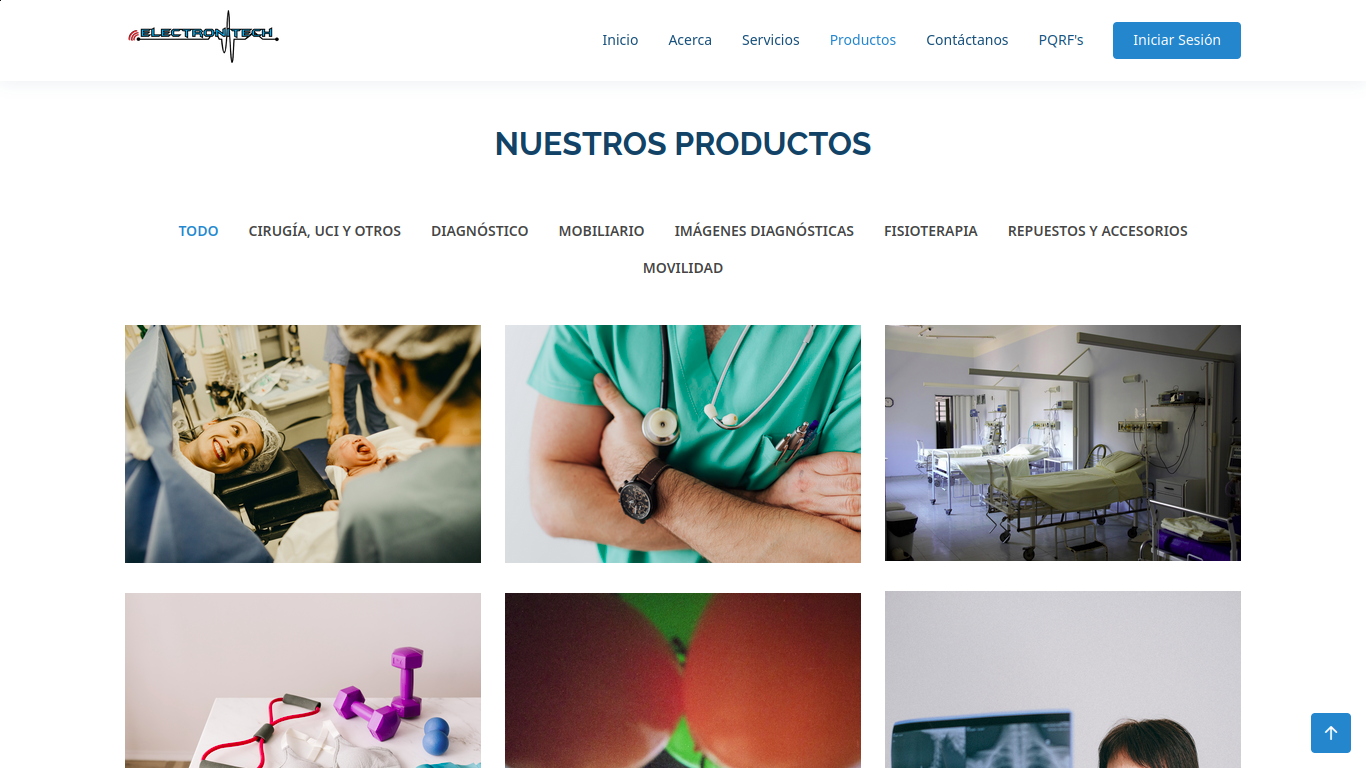 ELECTRONITECH
Inicio Acerca Servicios Productos Contáctanos PQRF's Iniciar Sesión
NUESTROS PRODUCTOS
TODO CIRUGÍA, UCI Y OTROS DIAGNÓSTICO MOBILIARIO IMÁGENES DIAGNÓSTICAS FISIOTERAPIA REPUESTOS Y ACCESORIOS
MOVILIDAD